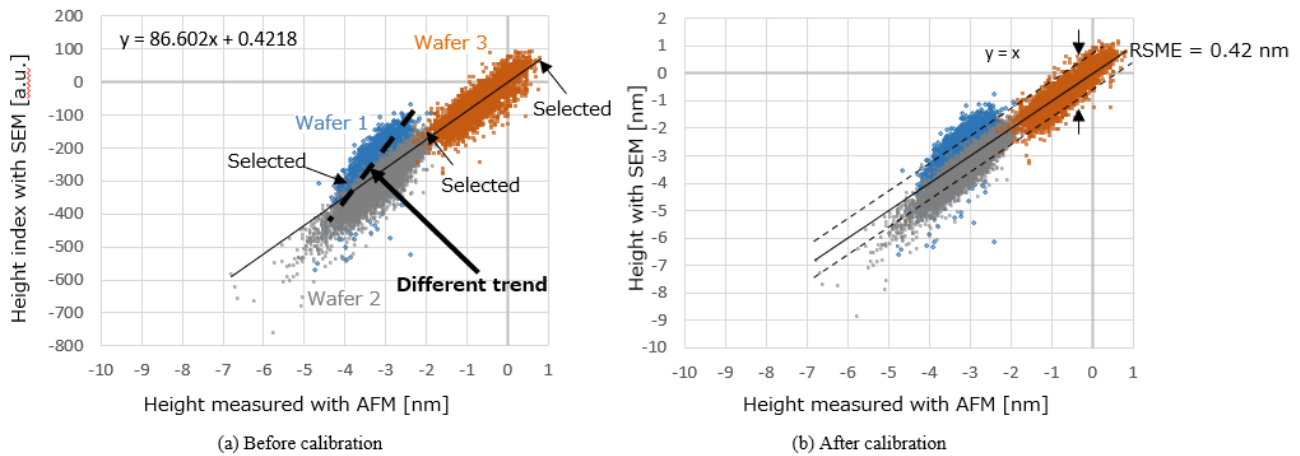 y = 86.602x + 0.4218
Wafer 3
Selected
Wafer 1
Selected
Selected
Different trend
Wafer 2
Height index with SEM [a.u.]
200
100
0
-100
-200
-300
-400
-500
-600
-700
-800
-10 -9 -8 -7 -6 -5 -4 -3 -2 -1 0 1
Height measured with AFM [nm]
(a) Before calibration
y = x
RSME = 0.42 nm
Height with SEM [nm]
2
1
0
-1
-2
-3
-4
-5
-6
-7
-8
-9
-10
-10 -9 -8 -7 -6 -5 -4 -3 -2 -1 0 1
Height measured with AFM [nm]
(b) After calibration